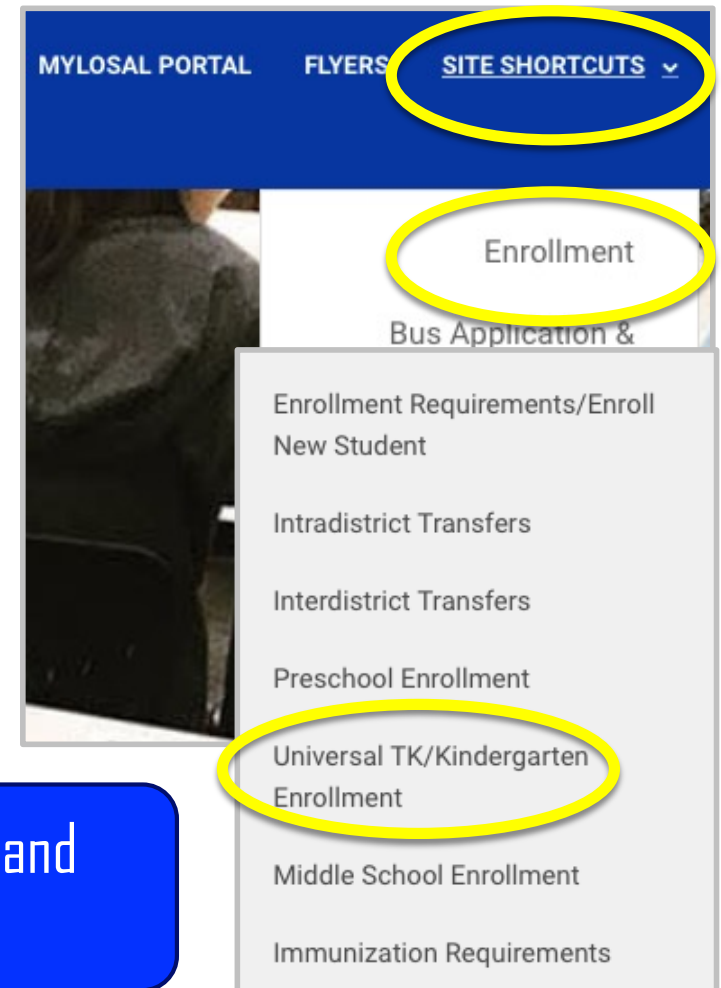 MYLOSAL PORTAL FLYERS SITE SHORTCUTS
Enrollment
Bus Application &
Enrollment Requirements/Enroll
New Student
Intradistrict Transfers
Interdistrict Transfers
Preschool Enrollment
Universal TK/Kindergarten
Enrollment
and
Middle School Enrollment
Immunization Requirements